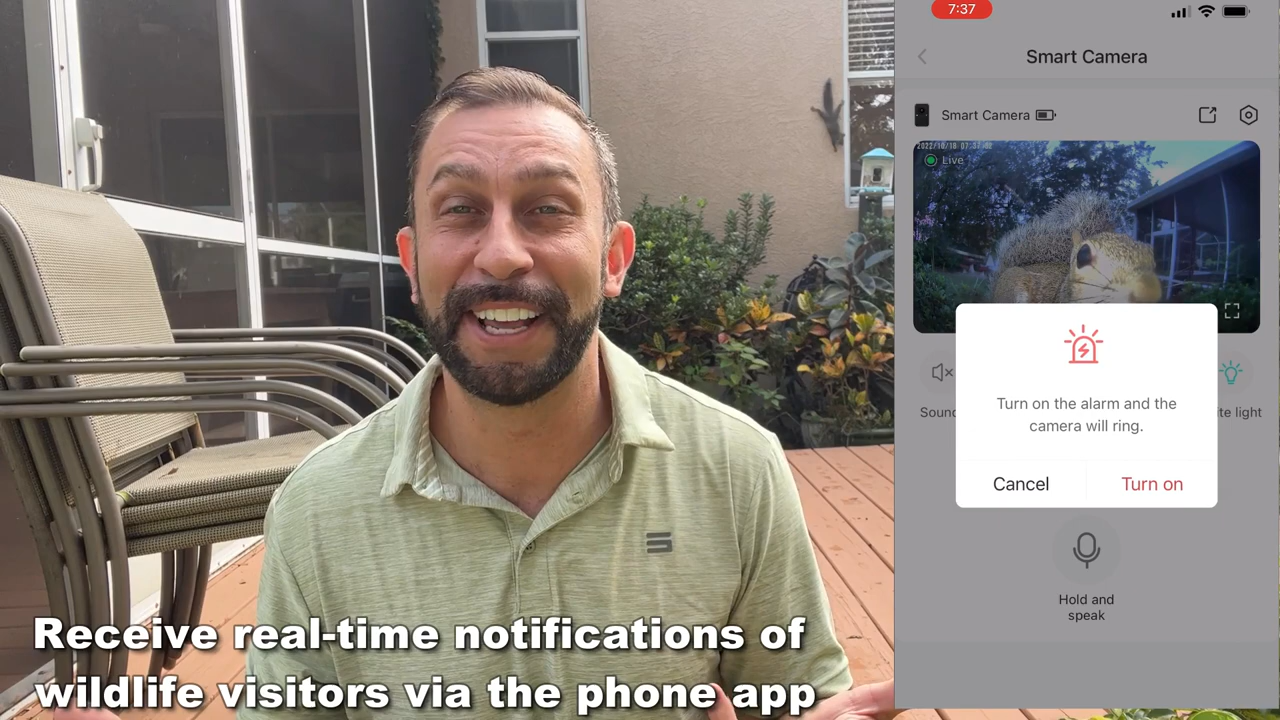 7:37
Smart Camera
Smart Camera
Live
Sound
te light
Turn on the alarm and the
camera will ring.
Cancel
Turn on
Hold and
speak
Receive real-time notifications of
wildlife visitors via the phone app